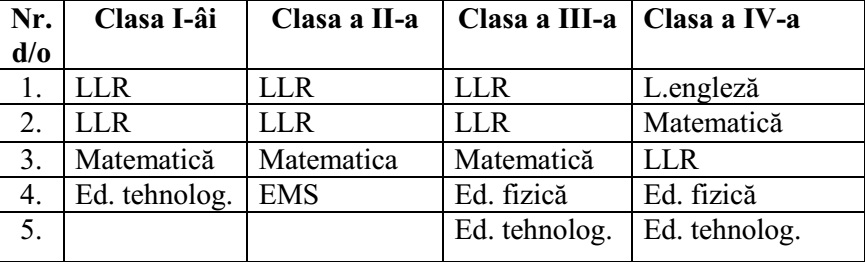 Nr. d/o Clasa I-âi Clasa a II-a Clasa a III-a Clasa a IV-a
1. LLR LLR LLR L.engleză
2. LLR LLR LLR Matematică
3. Matematică Matematica Matematică LLR
4. Ed. tehnolog. EMS Ed. fizică Ed. fizică
5. Ed. tehnolog. Ed. tehnolog.